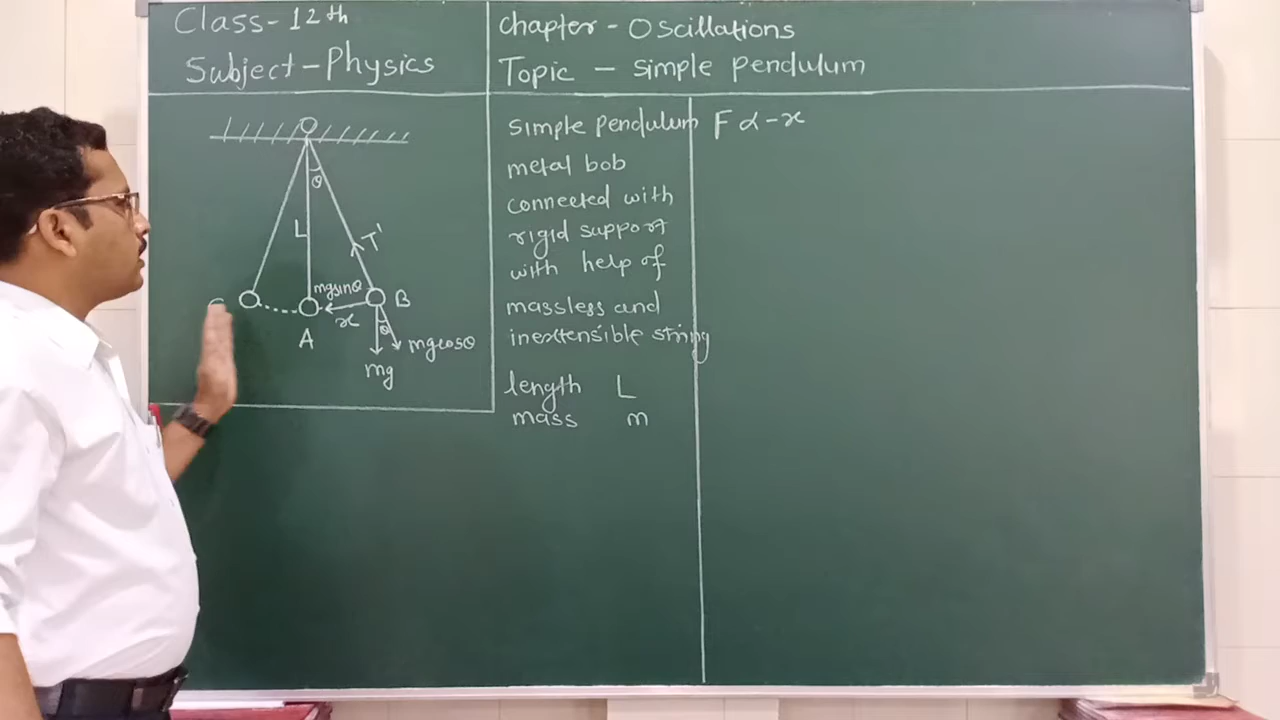 Class-12th
Subject-Physics
Chapter - Oscillations
Topic - simple pendulum
O
θ
L
T'
mgsinθ
B
x
θ
A
mgcosθ
mg
simple pendulum
metal bob
connected with
rigid support
with help of
massless and
inextensible string
length L
mass m
F α -x